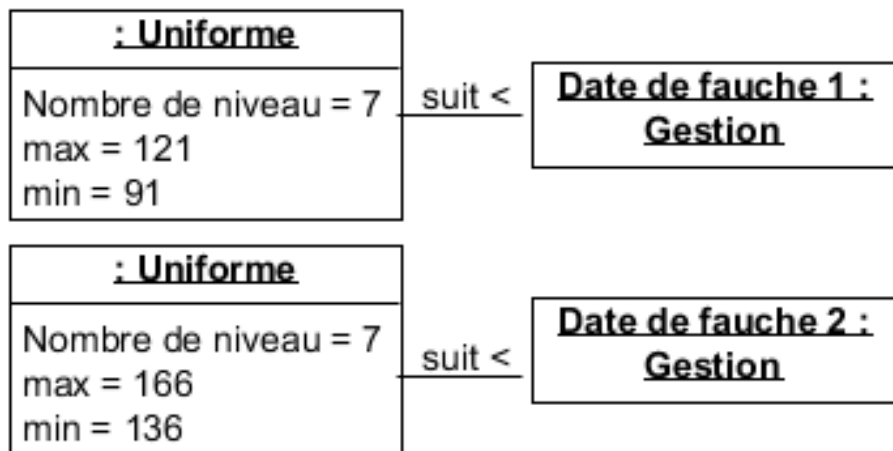 : Uniforme
Nombre de niveau = 7
max = 121
min = 91
suit <
Date de fauche 1 :
Gestion
: Uniforme
Nombre de niveau = 7
max = 166
min = 136
suit <
Date de fauche 2 :
Gestion